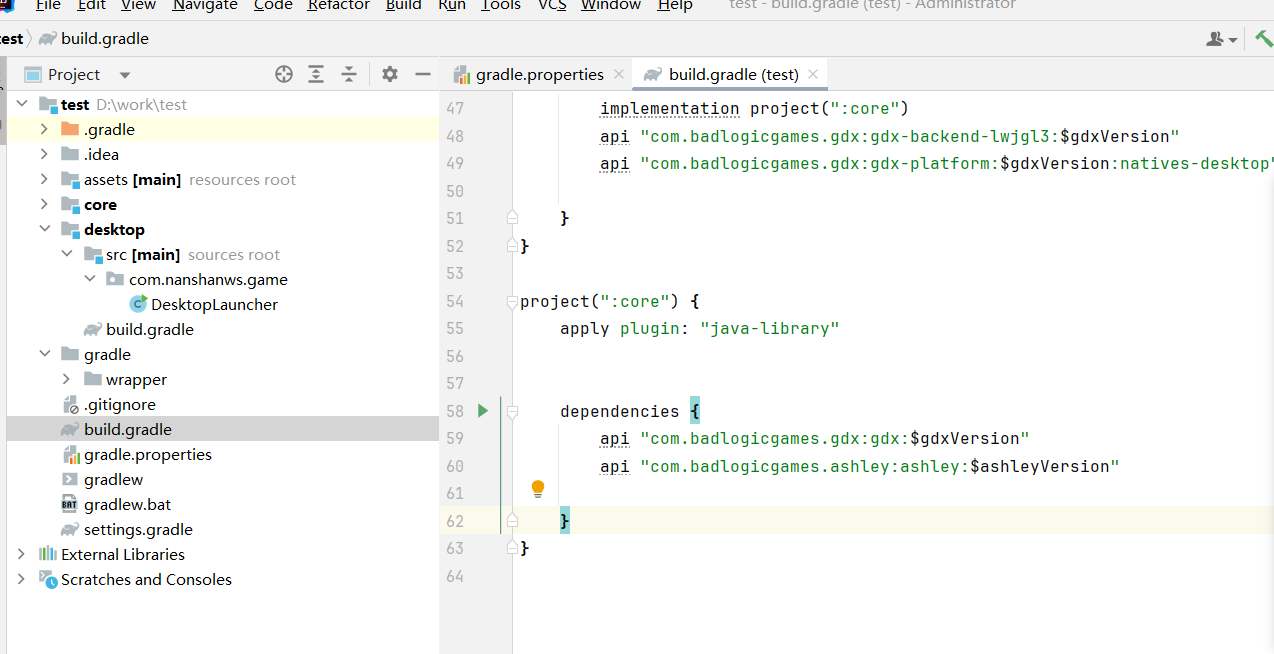 File Edit View Navigate Code Refactor Build Run Tools VCS Window Help test - build.gradle (test) - Administrator
test build.gradle
Project
gradle.properties build.gradle (test)
test D:\work\test
.gradle
.idea
assets [main] resources root
core
desktop
src [main] sources root
com.nanshanws.game
DesktopLauncher
build.gradle
gradle
wrapper
.gitignore
build.gradle
gradle.properties
gradlew
gradlew.bat
settings.gradle
External Libraries
Scratches and Consoles
47 implementation project(":core")
48 api "com.badlogicgames.gdx:gdx-backend-lwjgl3:$gdxVersion"
49 api "com.badlogicgames.gdx:gdx-platform:$gdxVersion:natives-desktop"
50
51 }
52 }
53
54 project(":core") {
55 apply plugin: "java-library"
56
57
58 dependencies {
59 api "com.badlogicgames.gdx:gdx:$gdxVersion"
60 api "com.badlogicgames.ashley:ashley:$ashleyVersion"
61
62 }
63 }
64